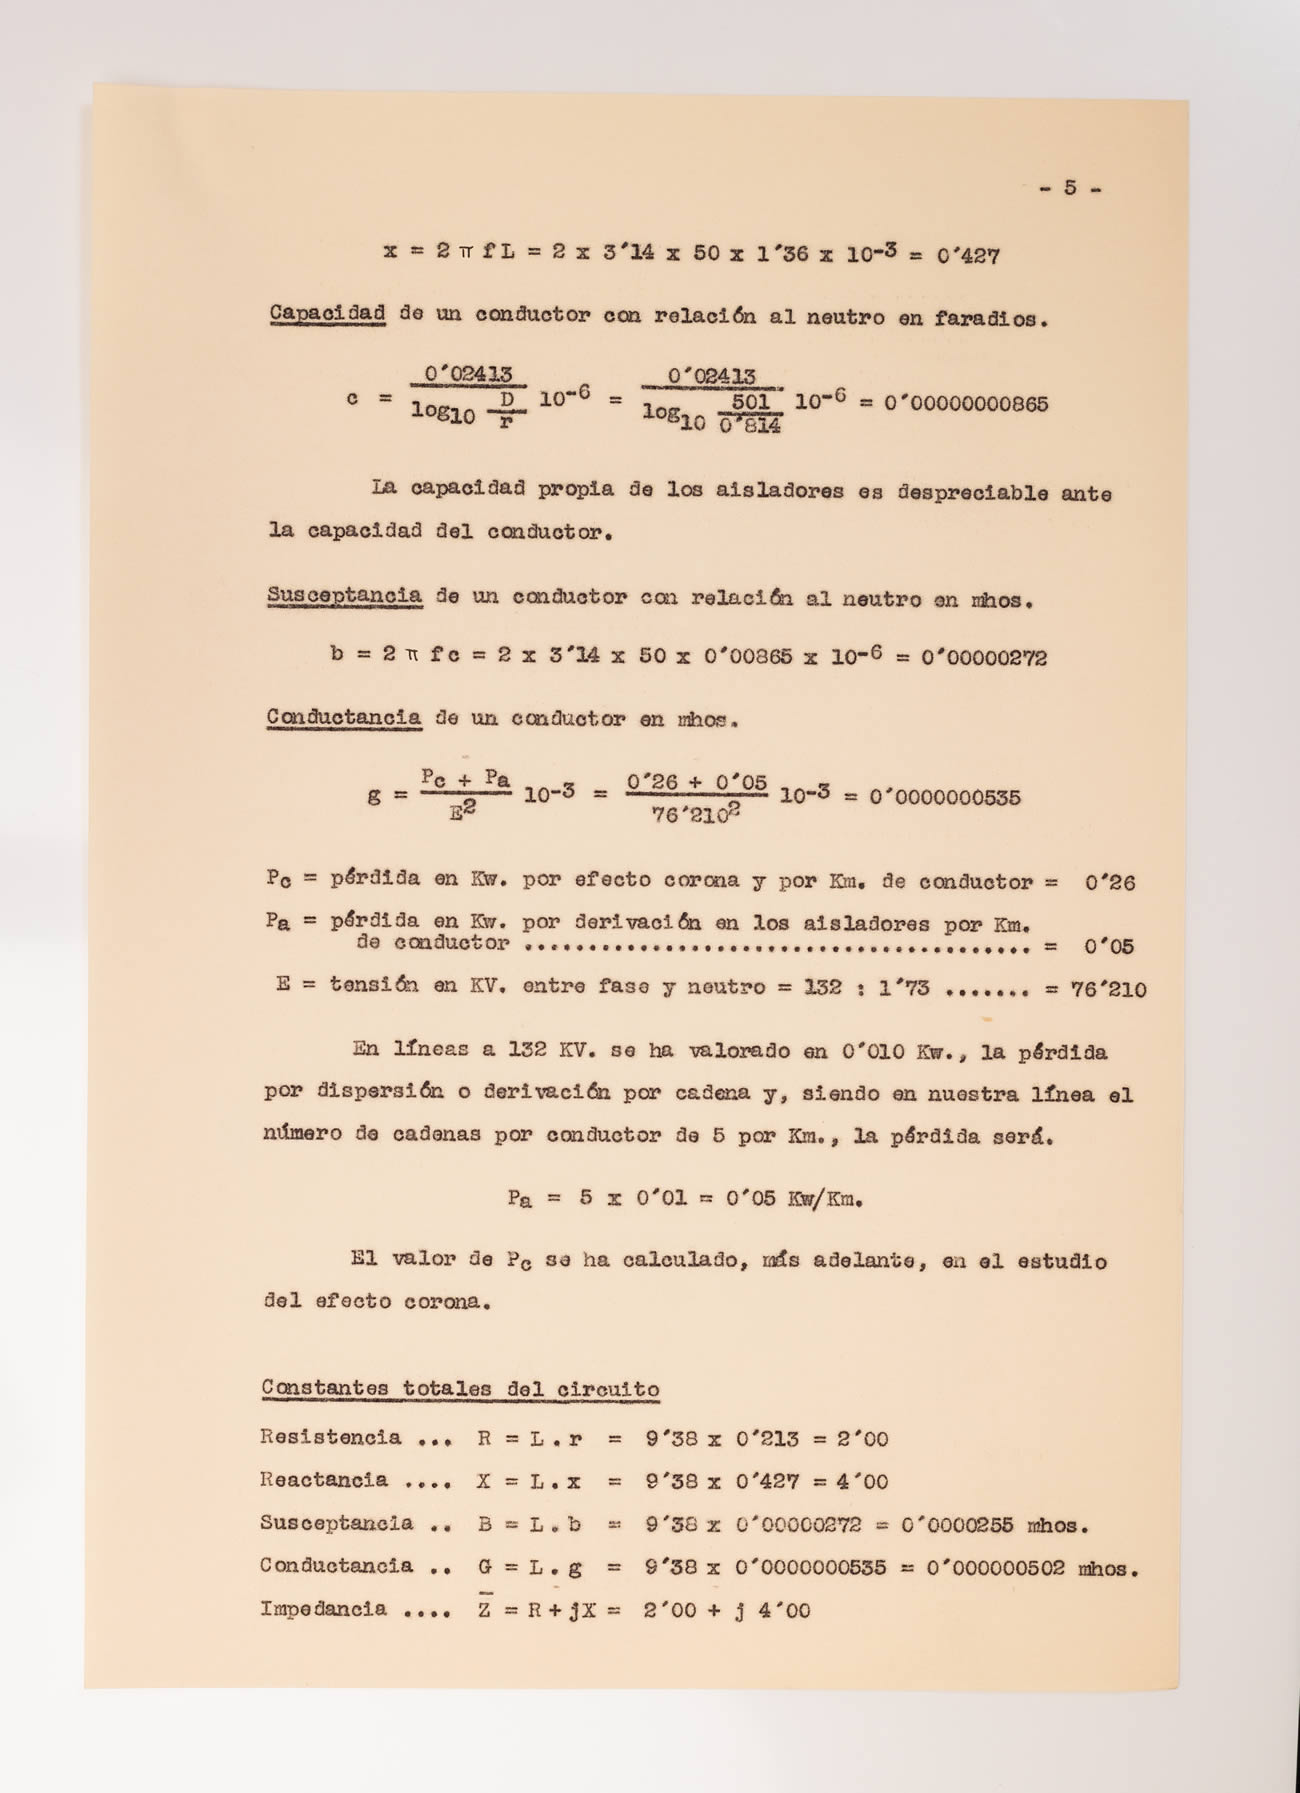 - 5 -
x = 2 π f L = 2 x 3'14 x 50 x 1'36 x 10-3 = 0'427
Capacidad de un conductor con relación al neutro en faradios.
c = 0'02413 / log10 D/r 10-6 = 0'02413 / log10 501/0'814 10-6 = 0'00000000865
La capacidad propia de los aisladores es despreciable ante
la capacidad del conductor.
Susceptancia de un conductor con relación al neutro en mhos.
b = 2 π fc = 2 x 3'14 x 50 x 0'00865 x 10-6 = 0'00000272
Conductancia de un conductor en mhos.
g = Pc + Pa / E2 10-3 = 0'26 + 0'05 / 76'2102 10-3 = 0'0000000535
Pc = pérdida en Kw. por efecto corona y por Km. de conductor = 0'26
Pa = pérdida en Kw. por derivación en los aisladores por Km.
de conductor ........................................ = 0'05
E = tensión en KV. entre fase y neutro = 132 : 1'73 ....... = 76'210
En líneas a 132 KV. se ha valorado en 0'010 Kw., la pérdida
por dispersión o derivación por cadena y, siendo en nuestra línea el
número de cadenas por conductor de 5 por Km., la pérdida será.
Pa = 5 x 0'01 = 0'05 Kw/Km.
El valor de Pc se ha calculado, más adelante, en el estudio
del efecto corona.
Constantes totales del circuito
Resistencia ... R = L . r = 9'38 x 0'213 = 2'00
Reactancia .... X = L . x = 9'38 x 0'427 = 4'00
Susceptancia .. B = L . b = 9'38 x 0'00000272 = 0'0000255 mhos.
Conductancia .. G = L . g = 9'38 x 0'0000000535 = 0'000000502 mhos.
Impedancia .... Z̅ = R + jX = 2'00 + j 4'00